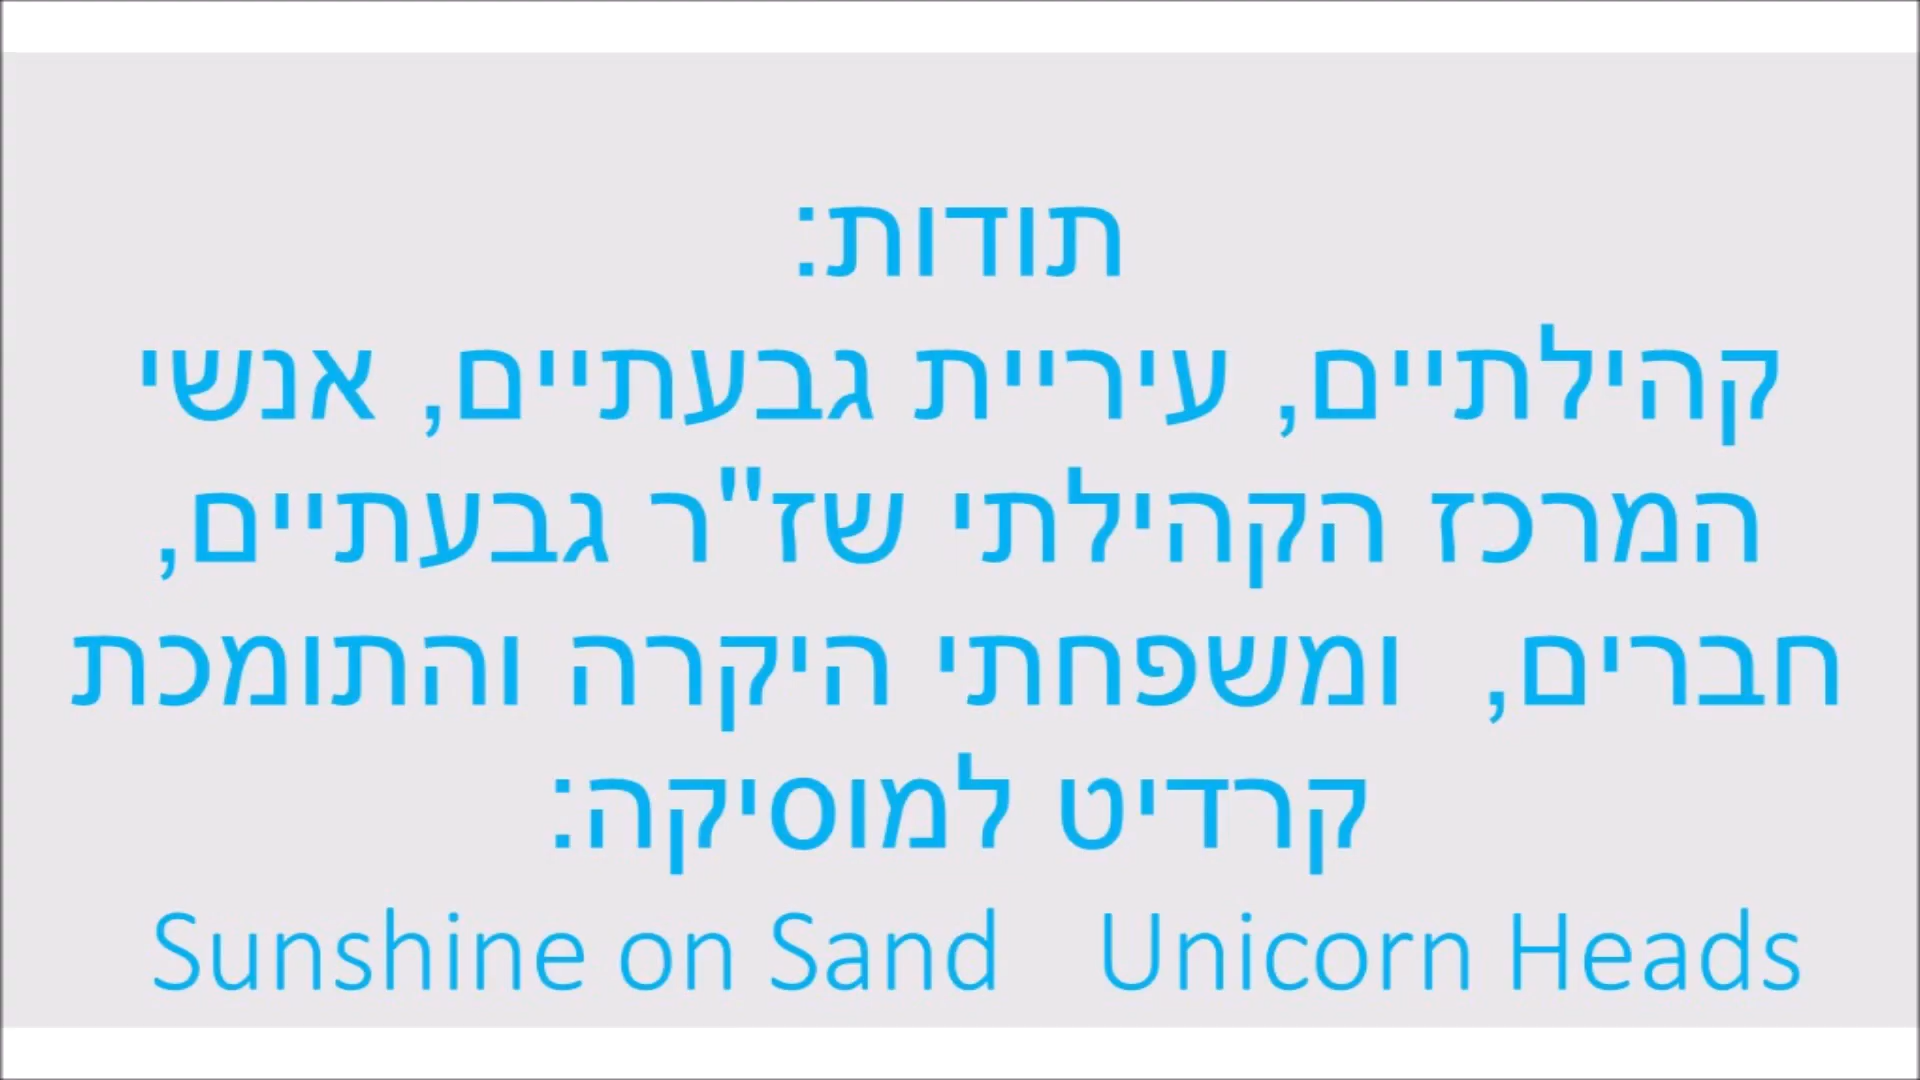 תודות:
קהילתיים, עיריית גבעתיים, אנשי
המרכז הקהילתי שז"ר גבעתיים,
חברים,  ומשפחתי היקרה והתומכת
קרדיט למוסיקה:
Sunshine on Sand   Unicorn Heads